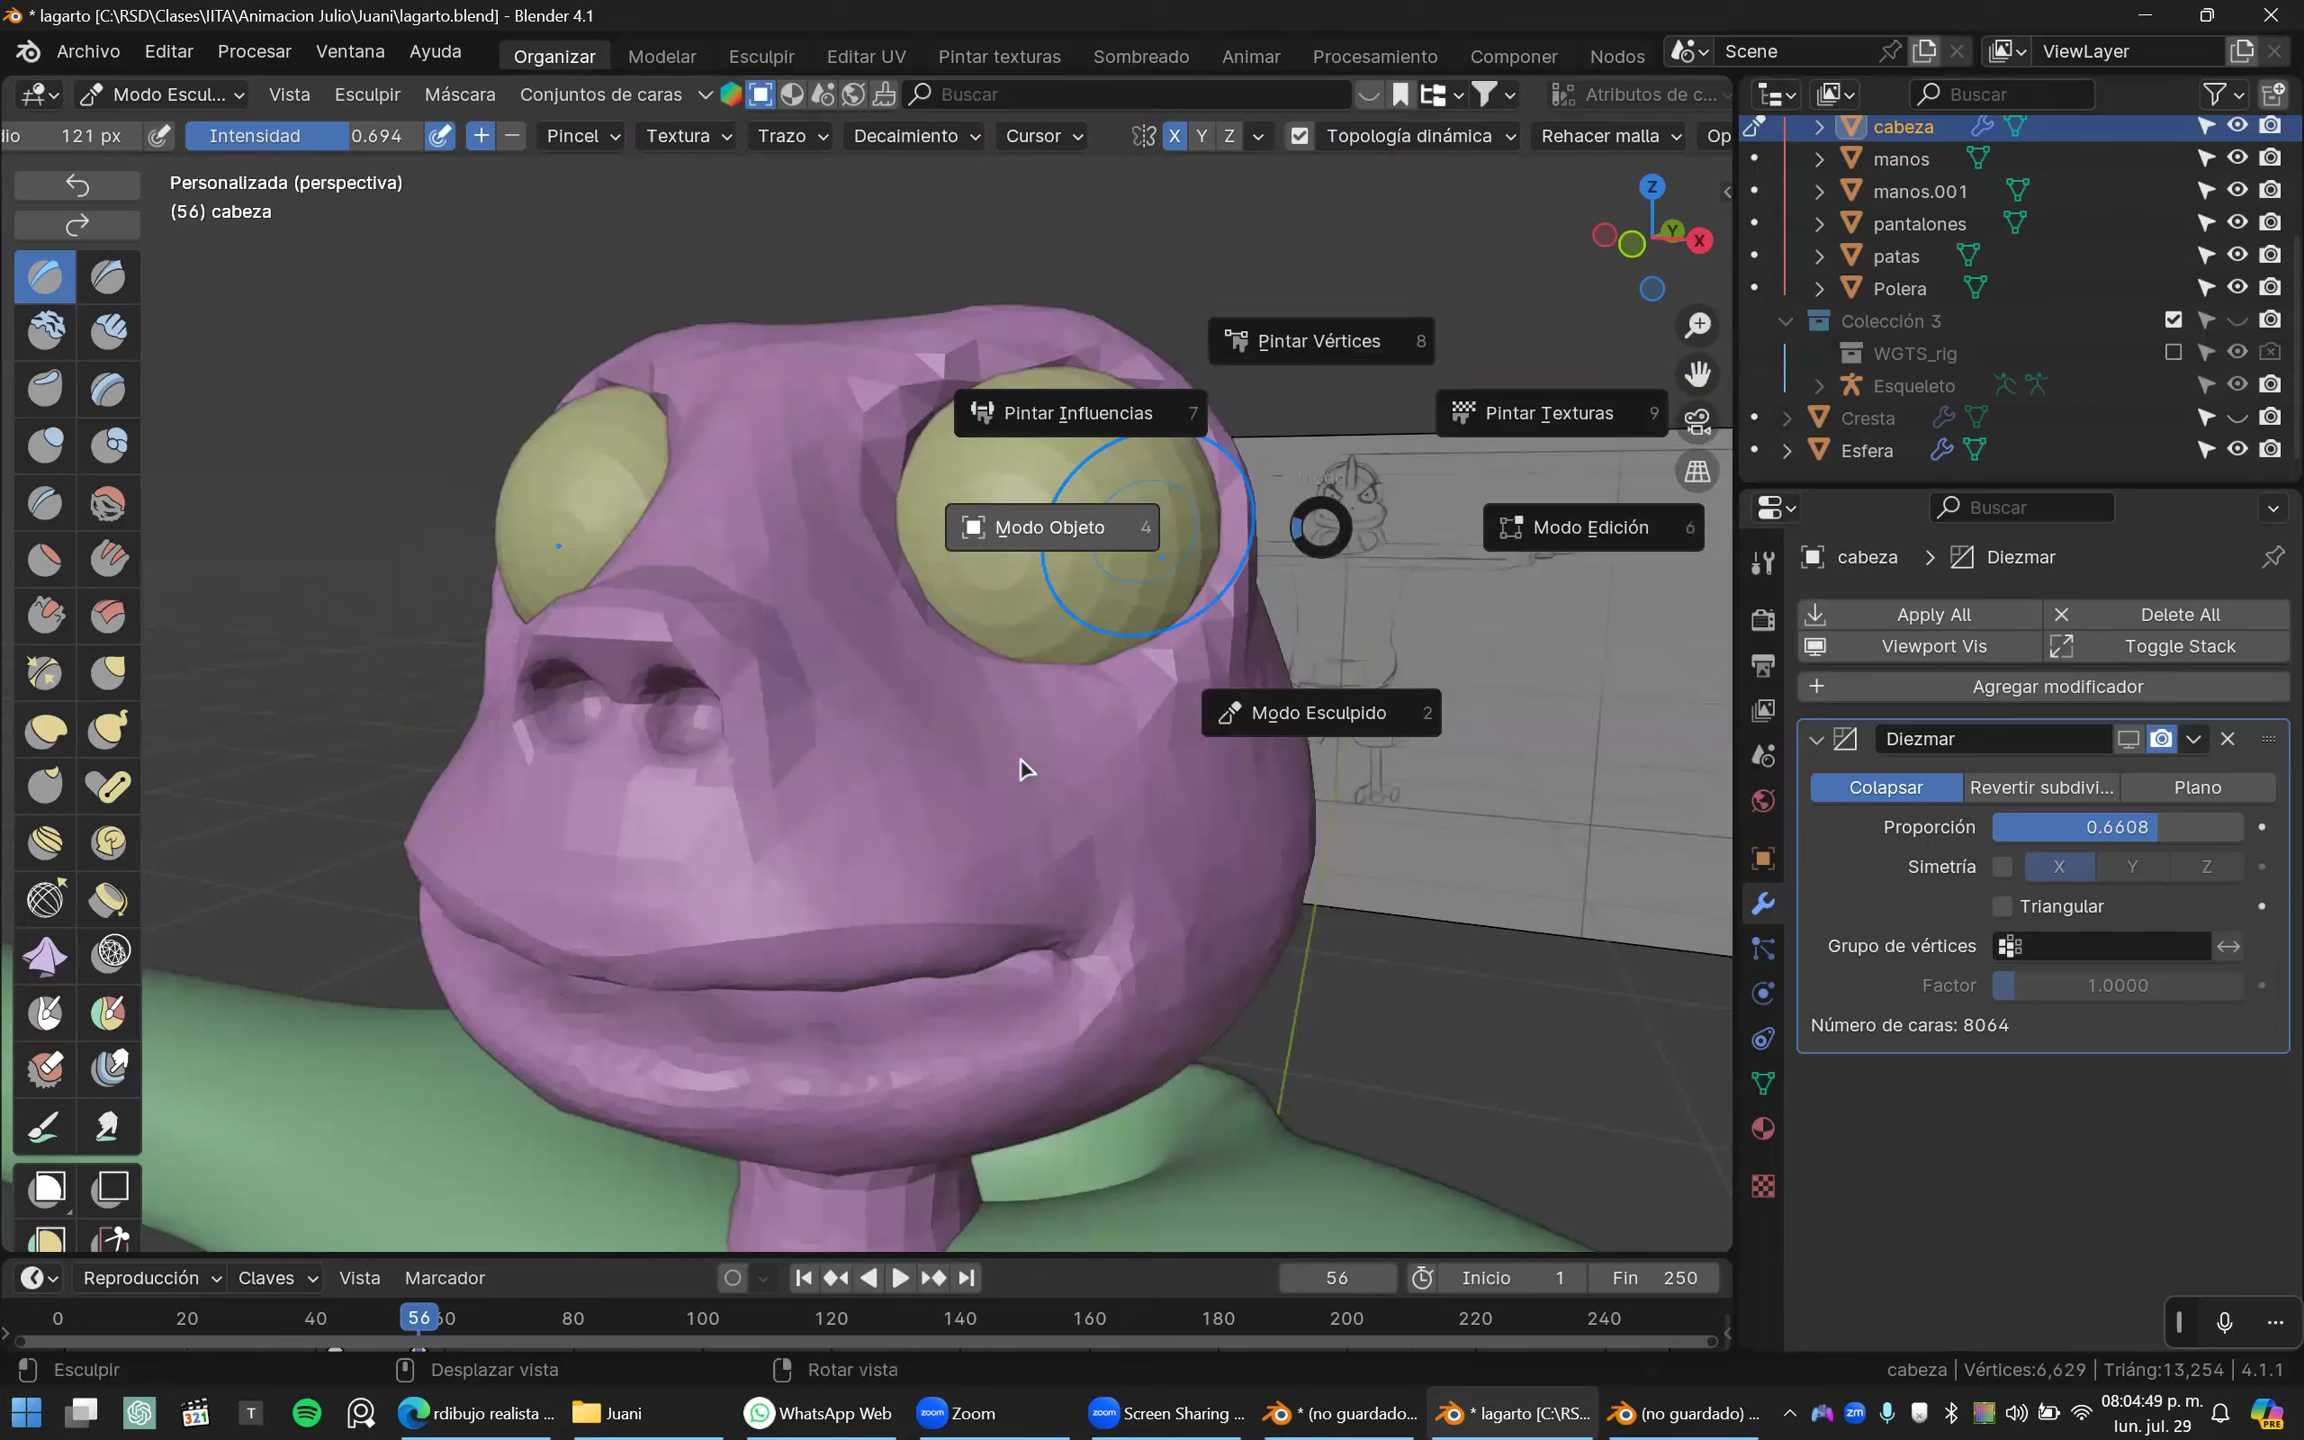 * lagarto [C:\RSD\Clases\IITA\Animacion Julio\Juani\lagarto.blend] - Blender 4.1
Archivo Editar Procesar Ventana Ayuda Organizar Modelar Esculpir Editar UV Pintar texturas Sombreado Animar Procesamiento Componer Nodos Scene ViewLayer
Modo Escul... Vista Esculpir Máscara Conjuntos de caras Buscar Atributos de c... Buscar
io 121 px Intensidad 0.694 Pincel Textura Trazo Decaimiento Cursor X Y Z Topología dinámica Rehacer malla Op
Personalizada (perspectiva)
(56) cabeza
Z
Y
X
Pintar Vértices 8
Pintar Influencias 7
Pintar Texturas 9
Modo Objeto 4
Modo Edición 6
Modo Esculpido 2
cabeza
manos
manos.001
pantalones
patas
Polera
Colección 3
WGTS_rig
Esqueleto
Cresta
Esfera
Buscar
cabeza > Diezmar
Apply All Delete All
Viewport Vis Toggle Stack
Agregar modificador
Diezmar
Colapsar Revertir subdivi... Plano
Proporción 0.6608
Simetría X Y Z
Triangular
Grupo de vértices
Factor 1.0000
Número de caras: 8064
Reproducción Claves Vista Marcador 56 Inicio 1 Fin 250
0 20 40 56 60 80 100 120 140 160 180 200 220 240
Esculpir Desplazar vista Rotar vista cabeza | Vértices:6,629 | Triáng:13,254 | 4.1.1
321 T rdibujo realista ... Juani WhatsApp Web zoom Zoom zoom Screen Sharing ... * (no guardado... * lagarto [C:\RS... (no guardado) ... zm 08:04:49 p. m.
lun. jul. 29
PRE